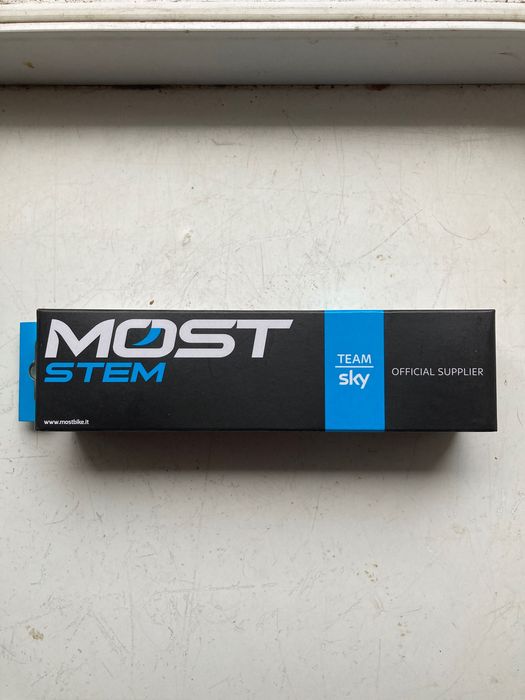 MOST
STEM
www.mostbike.it
TEAM
sky
OFFICIAL SUPPLIER